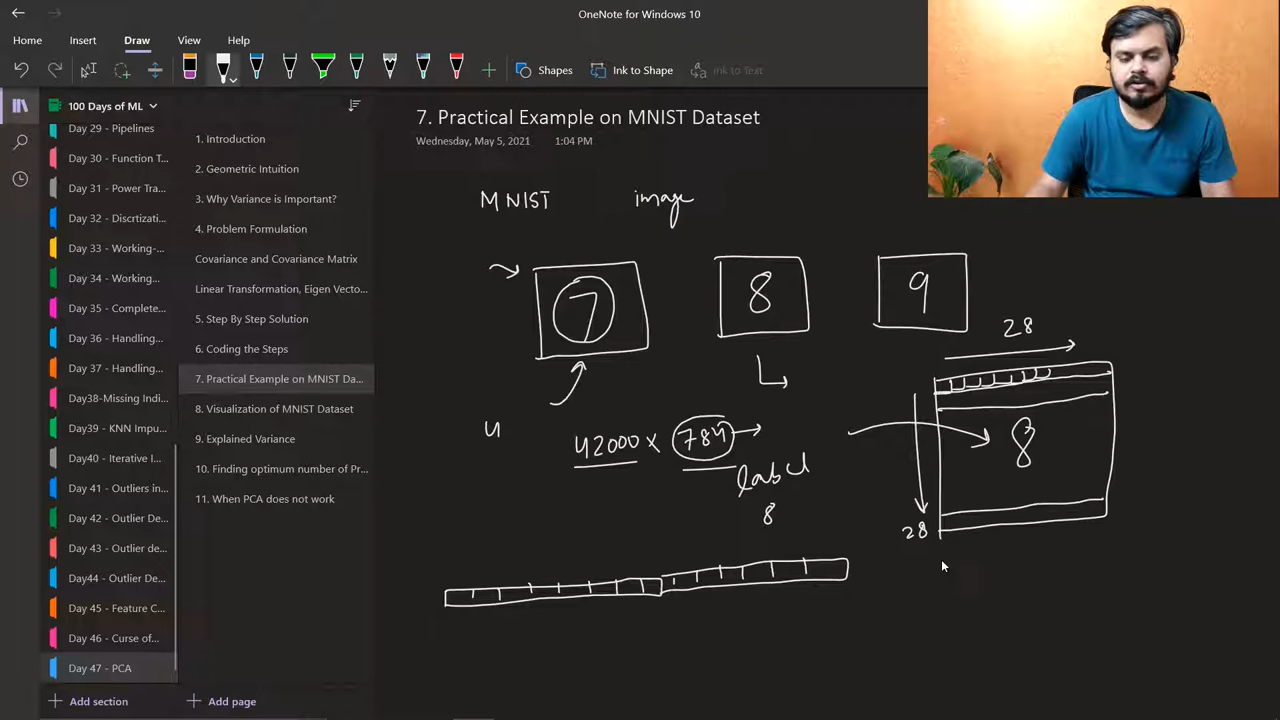 OneNote for Windows 10
Home Insert Draw View Help
Shapes Ink to Shape Ink to Text
100 Days of ML
Day 29 - Pipelines
Day 30 - Function T...
Day 31 - Power Tra...
Day 32 - Discrtizati...
Day 33 - Working-...
Day 34 - Working...
Day 35 - Complete...
Day 36 - Handling...
Day 37 - Handling...
Day38-Missing Indi...
Day39 - KNN Impu...
Day40 - Iterative I...
Day 41 - Outliers in...
Day 42 - Outlier De...
Day 43 - Outlier de...
Day44 - Outlier De...
Day 45 - Feature C...
Day 46 - Curse of...
Day 47 - PCA
Add section
1. Introduction
2. Geometric Intuition
3. Why Variance is Important?
4. Problem Formulation
Covariance and Covariance Matrix
Linear Transformation, Eigen Vecto...
5. Step By Step Solution
6. Coding the Steps
7. Practical Example on MNIST Da...
8. Visualization of MNIST Dataset
9. Explained Variance
10. Finding optimum number of Pr...
11. When PCA does not work
Add page
7. Practical Example on MNIST Dataset
Wednesday, May 5, 2021 1:04 PM
MNIST image
7 8 9
28
42000 × 784
label
8
8
28